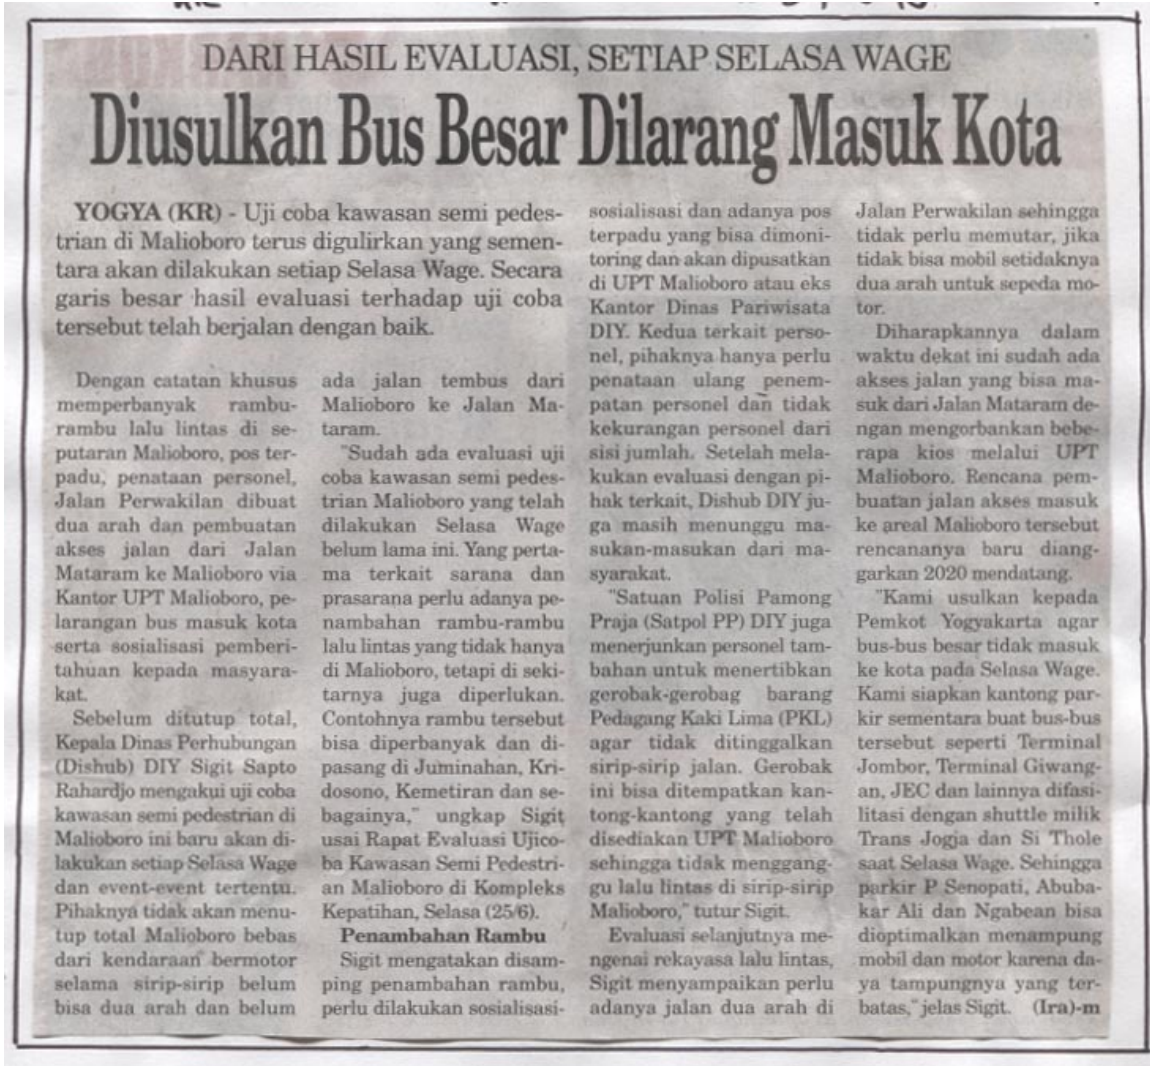 DARI HASIL EVALUASI, SETIAP SELASA WAGE
Diusulkan Bus Besar Dilarang Masuk Kota
YOGYA (KR) - Uji coba kawasan semi pedes-
trian di Malioboro terus digulirkan yang semen-
tara akan dilakukan setiap Selasa Wage. Secara
garis besar hasil evaluasi terhadap uji coba
tersebut telah berjalan dengan baik.
Dengan catatan khusus
memperbanyak rambu-
rambu lalu lintas di se-
putaran Malioboro, pos ter-
padu, penataan personel,
Jalan Perwakilan dibuat
dua arah dan pembuatan
akses jalan dari Jalan
Mataram ke Malioboro via
Kantor UPT Malioboro, pe-
larangan bus masuk kota
serta sosialisasi pemberi-
tahuan kepada masyara-
kat.
Sebelum ditutup total,
Kepala Dinas Perhubungan
(Dishub) DIY Sigit Sapto
Rahardjo mengakui uji coba
kawasan semi pedestrian di
Malioboro ini baru akan di-
lakukan setiap Selasa Wage
dan event-event tertentu.
Pihaknya tidak akan menu-
tup total Malioboro bebas
dari kendaraan bermotor
selama sirip-sirip belum
bisa dua arah dan belum
ada jalan tembus dari
Malioboro ke Jalan Ma-
taram.
"Sudah ada evaluasi uji
coba kawasan semi pedes-
trian Malioboro yang telah
dilakukan Selasa Wage
belum lama ini. Yang perta-
ma terkait sarana dan
prasarana perlu adanya pe-
nambahan rambu-rambu
lalu lintas yang tidak hanya
di Malioboro, tetapi di seki-
tarnya juga diperlukan.
Contohnya rambu tersebut
bisa diperbanyak dan di-
pasang di Juminahan, Kri-
dosono, Kemetiran dan se-
bagainya," ungkap Sigit
usai Rapat Evaluasi Ujico-
ba Kawasan Semi Pedestri-
an Malioboro di Kompleks
Kepatihan, Selasa (25/6).
Penambahan Rambu
Sigit mengatakan disam-
ping penambahan rambu,
perlu dilakukan sosialisasi-
sosialisasi dan adanya pos
terpadu yang bisa dimoni-
toring dan akan dipusatkan
di UPT Malioboro atau eks
Kantor Dinas Pariwisata
DIY. Kedua terkait perso-
nel, pihaknya hanya perlu
penataan ulang penem-
patan personel dan tidak
kekurangan personel dari
sisi jumlah. Setelah mela-
kukan evaluasi dengan pi-
hak terkait, Dishub DIY ju-
ga masih menunggu ma-
sukan-masukan dari ma-
syarakat.
"Satuan Polisi Pamong
Praja (Satpol PP) DIY juga
menerjunkan personel tam-
bahan untuk menertibkan
gerobak-gerobag barang
Pedagang Kaki Lima (PKL)
agar tidak ditinggalkan
sirip-sirip jalan. Gerobak
ini bisa ditempatkan kan-
tong-kantong yang telah
disediakan UPT Malioboro
sehingga tidak mengang-
gu lalu lintas di sirip-sirip
Malioboro," tutur Sigit.
Evaluasi selanjutnya me-
ngenai rekayasa lalu lintas,
Sigit menyampaikan perlu
adanya jalan dua arah di
Jalan Perwakilan sehingga
tidak perlu memutar, jika
tidak bisa mobil setidaknya
dua arah untuk sepeda mo-
tor.
Diharapkannya dalam
waktu dekat ini sudah ada
akses jalan yang bisa ma-
suk dari Jalan Mataram de-
ngan mengorbankan bebe-
rapa kios melalui UPT
Malioboro. Rencana pem-
buatan jalan akses masuk
ke areal Malioboro tersebut
rencananya baru diang-
garkan 2020 mendatang.
"Kami usulkan kepada
Pemkot Yogyakarta agar
bus-bus besar tidak masuk
ke kota pada Selasa Wage.
Kami siapkan kantong par-
kir sementara buat bus-bus
tersebut seperti Terminal
Jombor, Terminal Giwang-
an, JEC dan lainnya difasi-
litasi dengan shuttle milik
Trans Jogja dan Si Thole
saat Selasa Wage. Sehingga
parkir P Senopati, Abuba-
kar Ali dan Ngabean bisa
dioptimalkan menampung
mobil dan motor karena da-
ya tampungnya yang ter-
batas," jelas Sigit. (Ira)-m